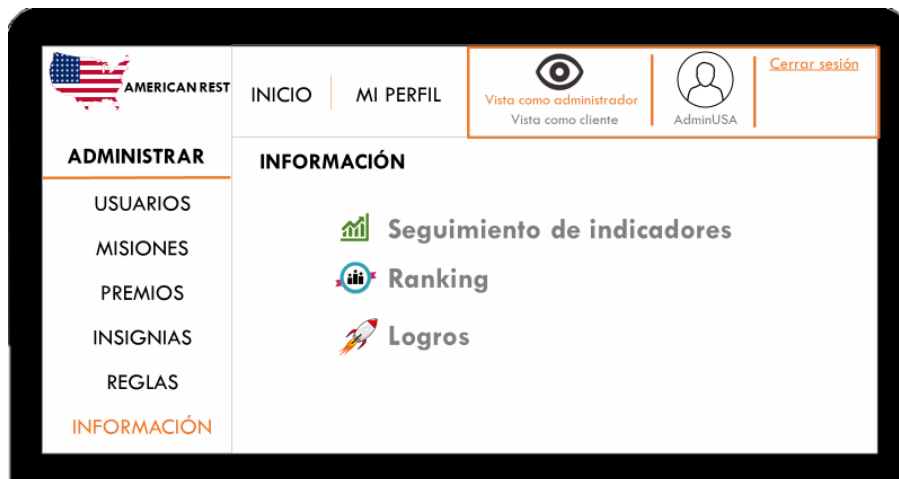 AMERICAN REST
INICIO
MI PERFIL
Vista como administrador
Vista como cliente
AdminUSA
Cerrar sesión
ADMINISTRAR
USUARIOS
MISIONES
PREMIOS
INSIGNIAS
REGLAS
INFORMACIÓN
INFORMACIÓN
Seguimiento de indicadores
Ranking
Logros